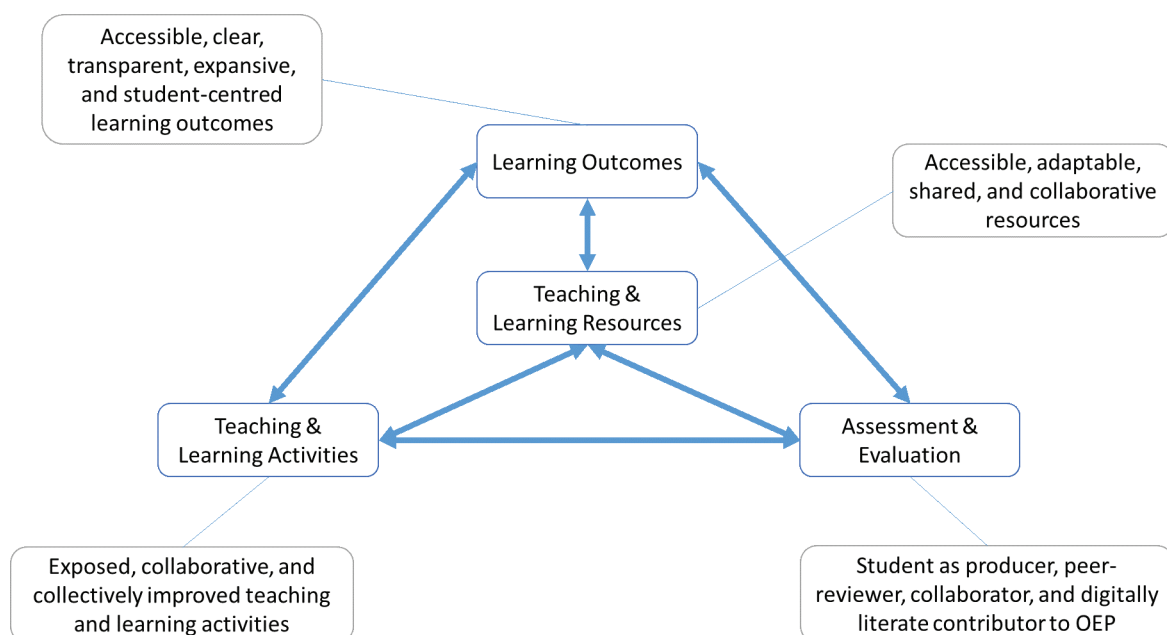 Accessible, clear,
transparent, expansive,
and student-centred
learning outcomes
Learning Outcomes
Accessible, adaptable,
shared, and collaborative
resources
Teaching &
Learning Resources
Teaching &
Learning Activities
Assessment &
Evaluation
Exposed, collaborative, and
collectively improved teaching
and learning activities
Student as producer, peer-
reviewer, collaborator, and digitally
literate contributor to OEP